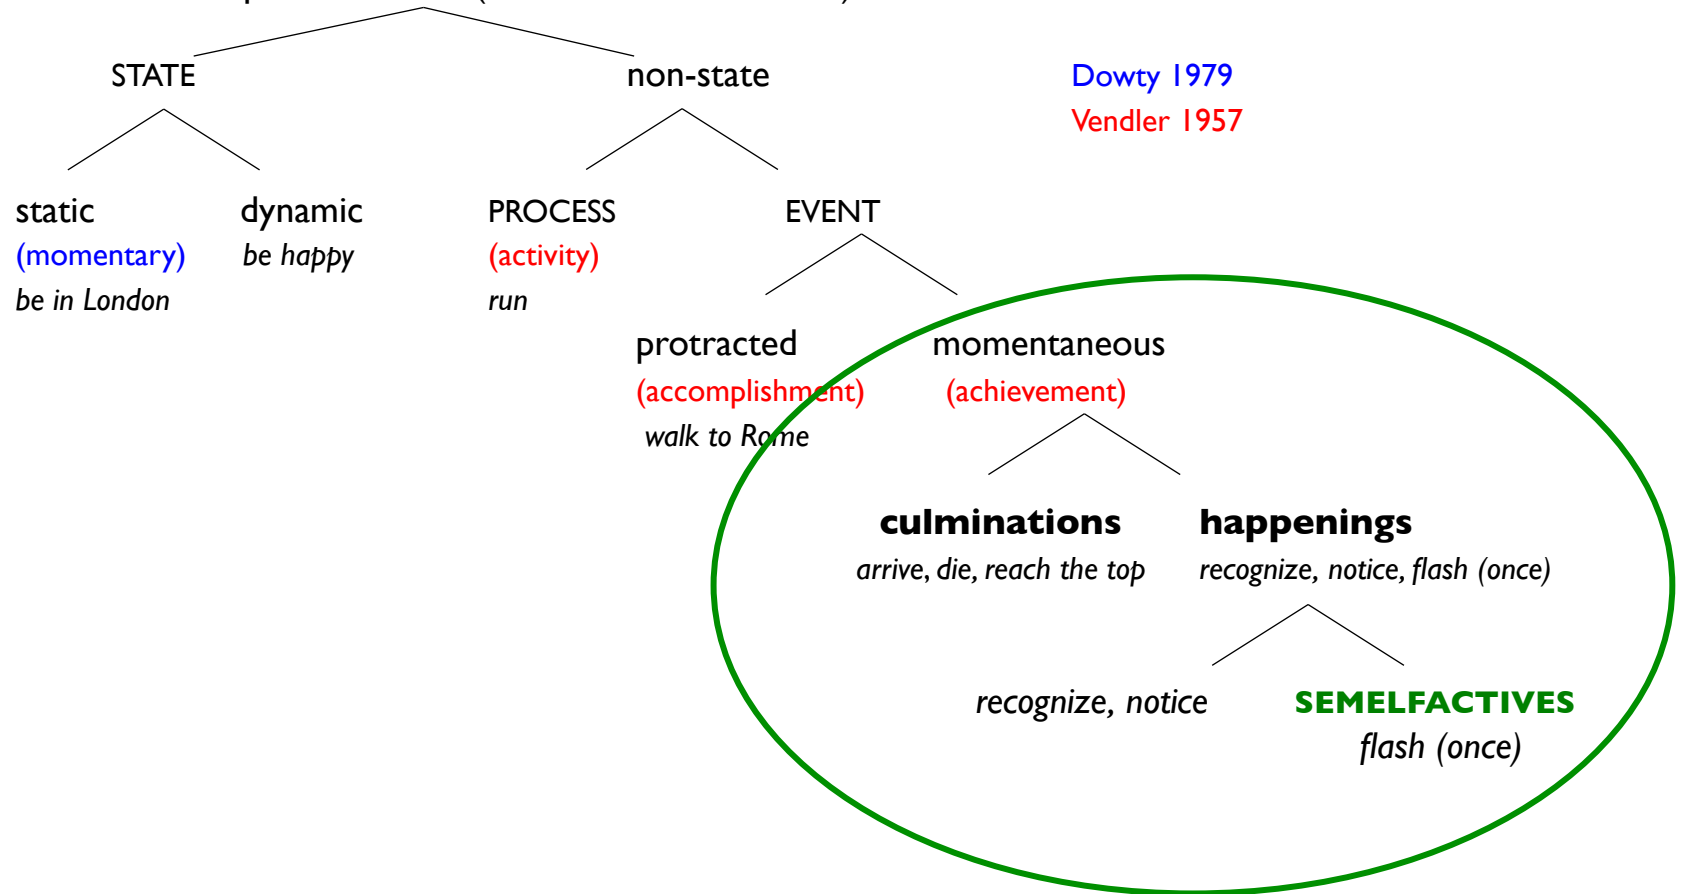 STATE non-state Dowty 1979
Vendler 1957
static dynamic PROCESS EVENT
(momentary) be happy (activity)
be in London run
protracted momentaneous
(accomplishment) (achievement)
walk to Rome
culminations happenings
arrive, die, reach the top recognize, notice, flash (once)
recognize, notice SEMELFACTIVES
flash (once)